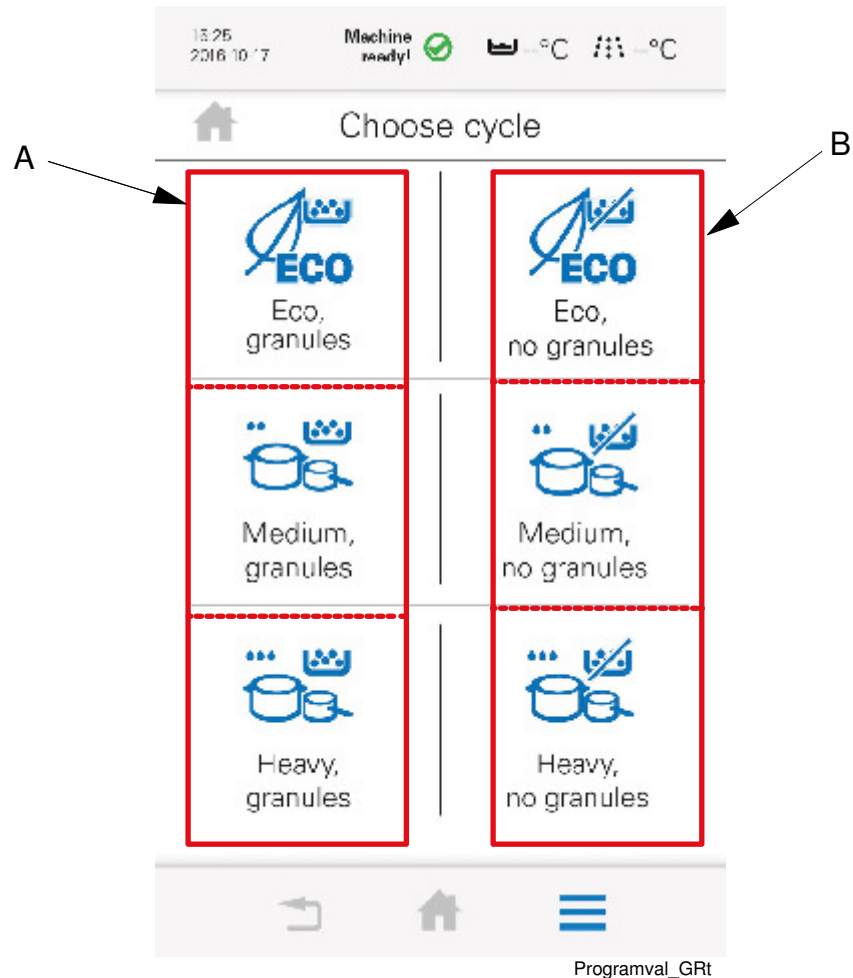 15:25
2016-10-17
Machine
ready!
--°C
--°C
Choose cycle
A
B
ECO
Eco,
granules
ECO
Eco,
no granules
Medium,
granules
Medium,
no granules
Heavy,
granules
Heavy,
no granules
Programval_GRt